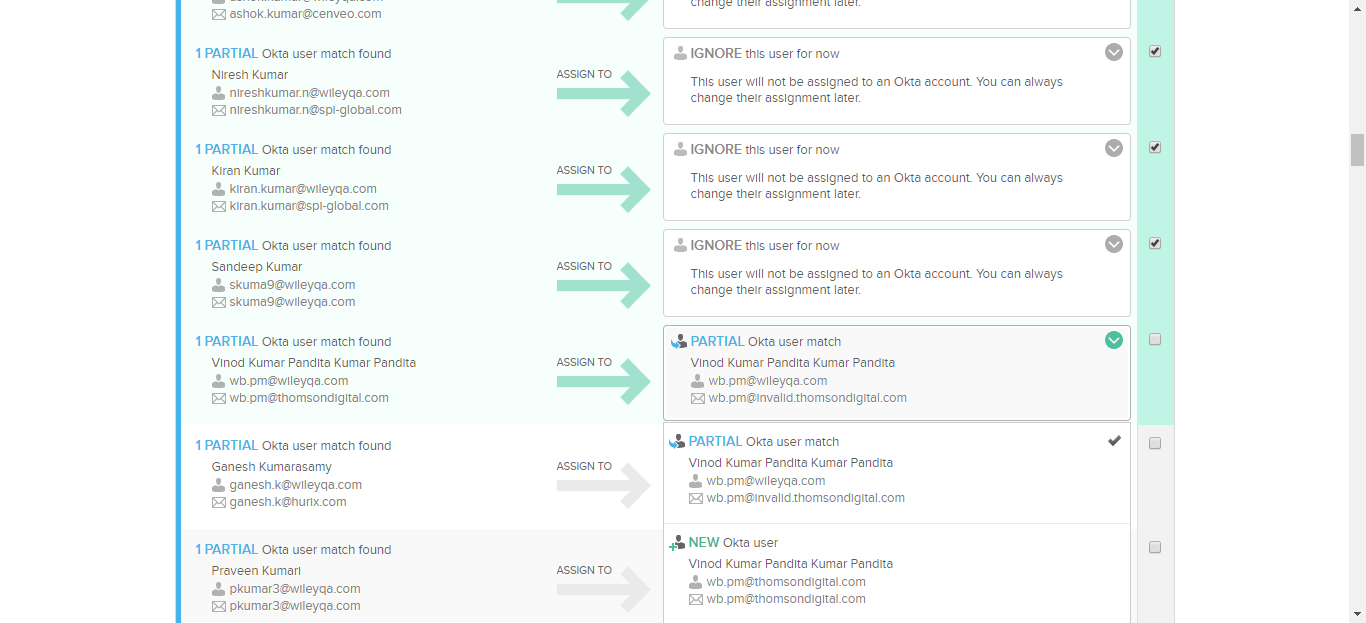 ashok.kumar@cenveo.com
change their assignment later.
1 PARTIAL Okta user match found
Niresh Kumar
nireshkumar.n@wileyqa.com
nireshkumar.n@spi-global.com
ASSIGN TO
IGNORE this user for now
This user will not be assigned to an Okta account. You can always
change their assignment later.
1 PARTIAL Okta user match found
Kiran Kumar
kiran.kumar@wileyqa.com
kiran.kumar@spi-global.com
ASSIGN TO
IGNORE this user for now
This user will not be assigned to an Okta account. You can always
change their assignment later.
1 PARTIAL Okta user match found
Sandeep Kumar
skuma9@wileyqa.com
skuma9@wileyqa.com
ASSIGN TO
IGNORE this user for now
This user will not be assigned to an Okta account. You can always
change their assignment later.
1 PARTIAL Okta user match found
Vinod Kumar Pandita Kumar Pandita
wb.pm@wileyqa.com
wb.pm@thomsondigital.com
ASSIGN TO
PARTIAL Okta user match
Vinod Kumar Pandita Kumar Pandita
wb.pm@wileyqa.com
wb.pm@invalid.thomsondigital.com
1 PARTIAL Okta user match found
Ganesh Kumarasamy
ganesh.k@wileyqa.com
ganesh.k@hurix.com
ASSIGN TO
PARTIAL Okta user match
Vinod Kumar Pandita Kumar Pandita
wb.pm@wileyqa.com
wb.pm@invalid.thomsondigital.com
1 PARTIAL Okta user match found
Praveen Kumari
pkumar3@wileyqa.com
pkumar3@wileyqa.com
ASSIGN TO
NEW Okta user
Vinod Kumar Pandita Kumar Pandita
wb.pm@thomsondigital.com
wb.pm@thomsondigital.com